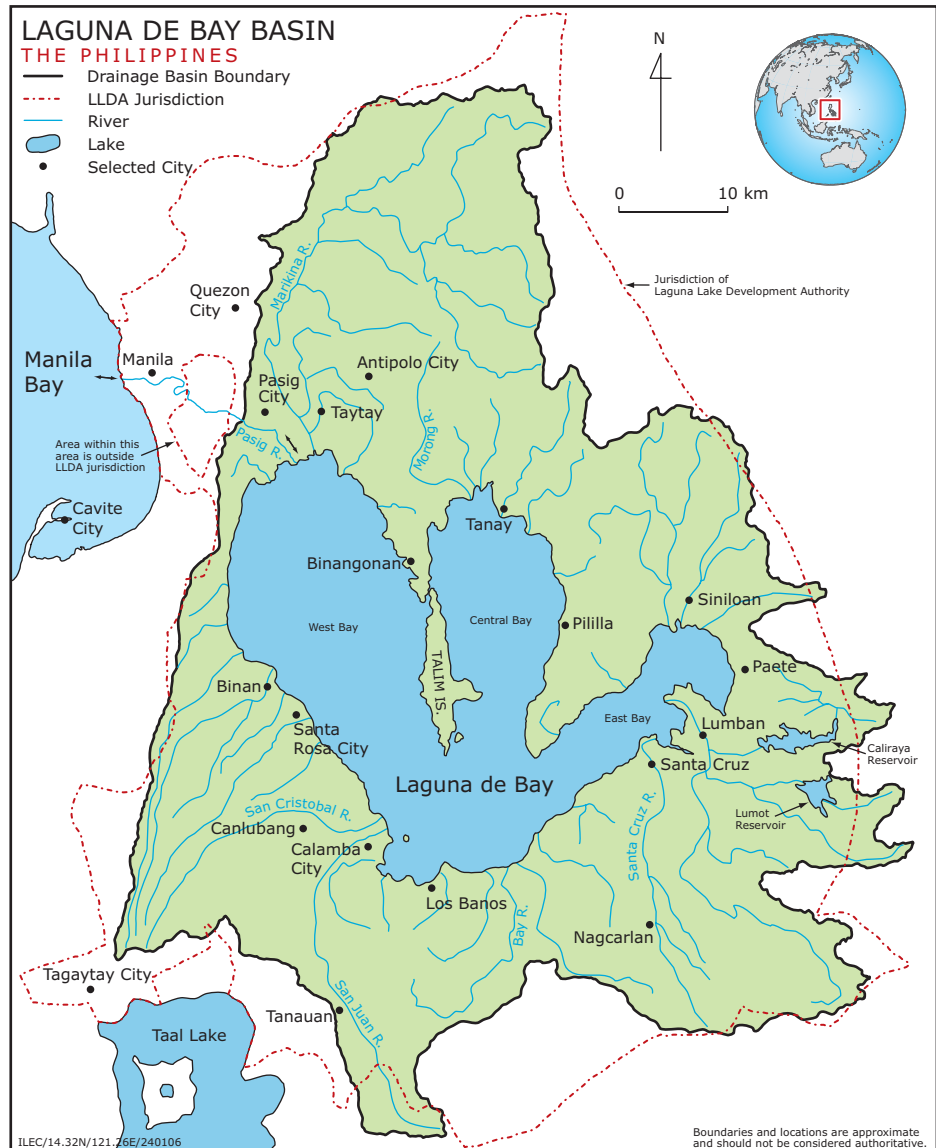 LAGUNA DE BAY BASIN
THE PHILIPPINES
Drainage Basin Boundary
LLDA Jurisdiction
River
Lake
Selected City
N
0 10 km
Jurisdiction of
Laguna Lake Development Authority
Marikina R.
Quezon
City
Manila
Bay
Manila
Antipolo City
Pasig
City
Taytay
Morong R.
Pasig R.
Area within this
area is outside
LLDA jurisdiction
Cavite
City
Tanay
Binangonan
Siniloan
West Bay
Central Bay
Pililla
TALIM IS.
Paete
Binan
East Bay
Santa
Rosa City
Lumban
Caliraya
Reservoir
Santa Cruz
Laguna de Bay
Lumot
Reservoir
San Cristobal R.
Santa Cruz R.
Canlubang
Calamba
City
Los Banos
Bay R.
Nagcarlan
Tagaytay City
San Juan R.
Tanauan
Taal Lake
ILEC/14.32N/121.26E/240106
Boundaries and locations are approximate
and should not be considered authoritative.